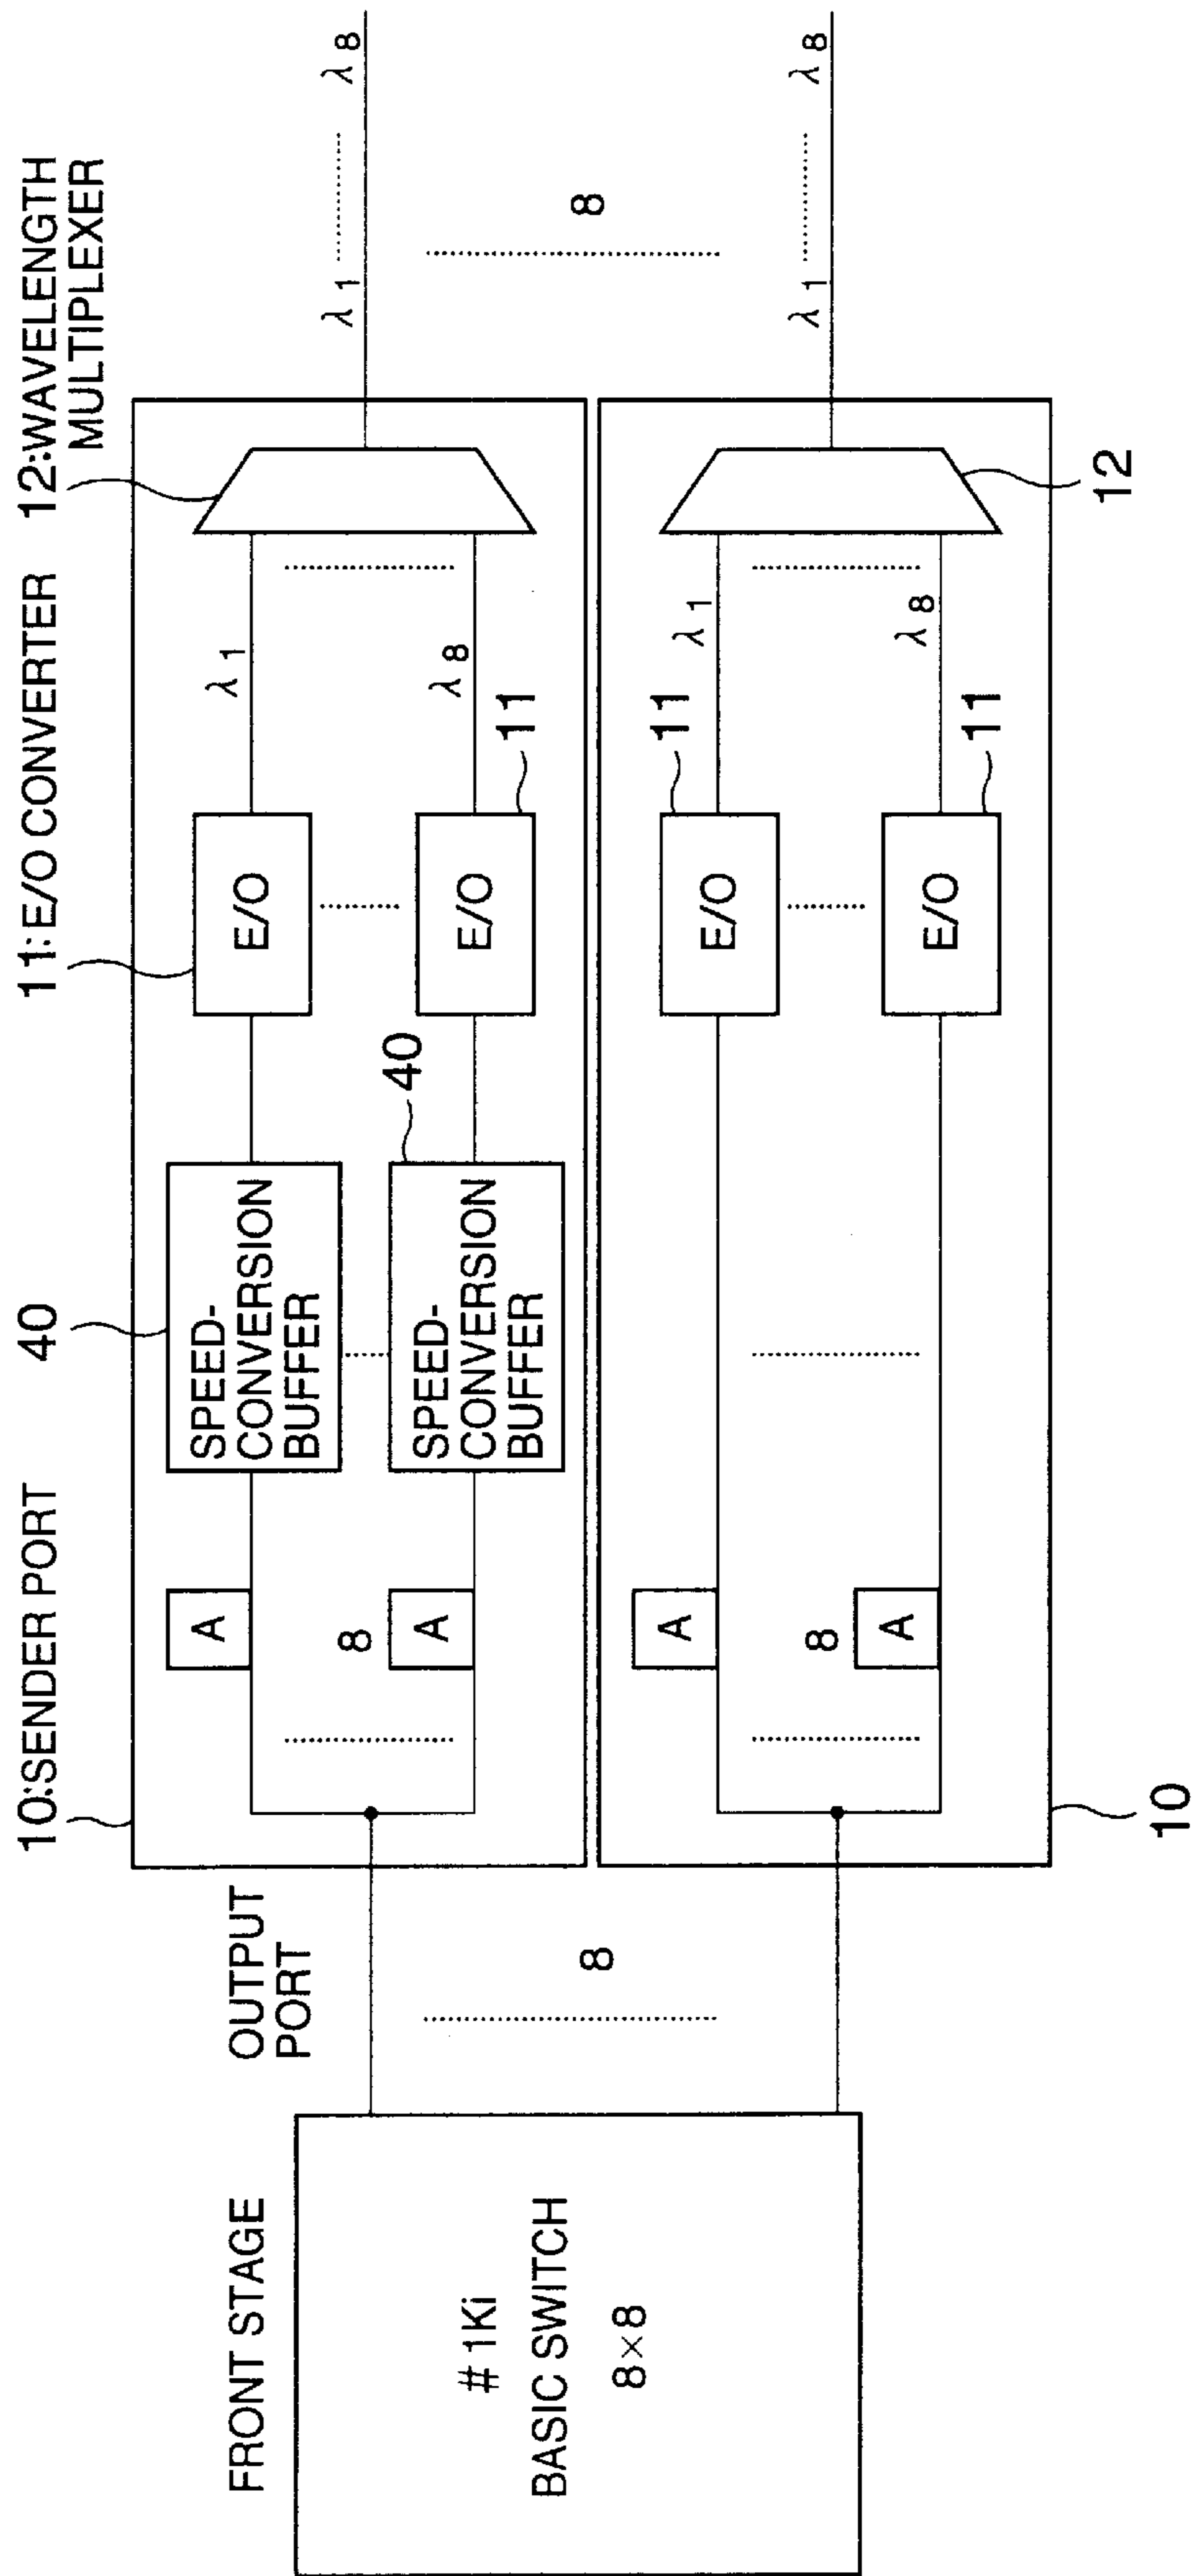 FRONT STAGE
# 1Ki
BASIC SWITCH
8×8
OUTPUT
PORT
8
10:SENDER PORT
40
11:E/O CONVERTER
12:WAVELENGTH
MULTIPLEXER
A
8
A
SPEED-
CONVERSION
BUFFER
40
SPEED-
CONVERSION
BUFFER
E/O
E/O
11
λ1
λ8
λ1
λ8
8
A
8
A
11
E/O
E/O
11
λ1
λ8
λ1
λ8
10
12